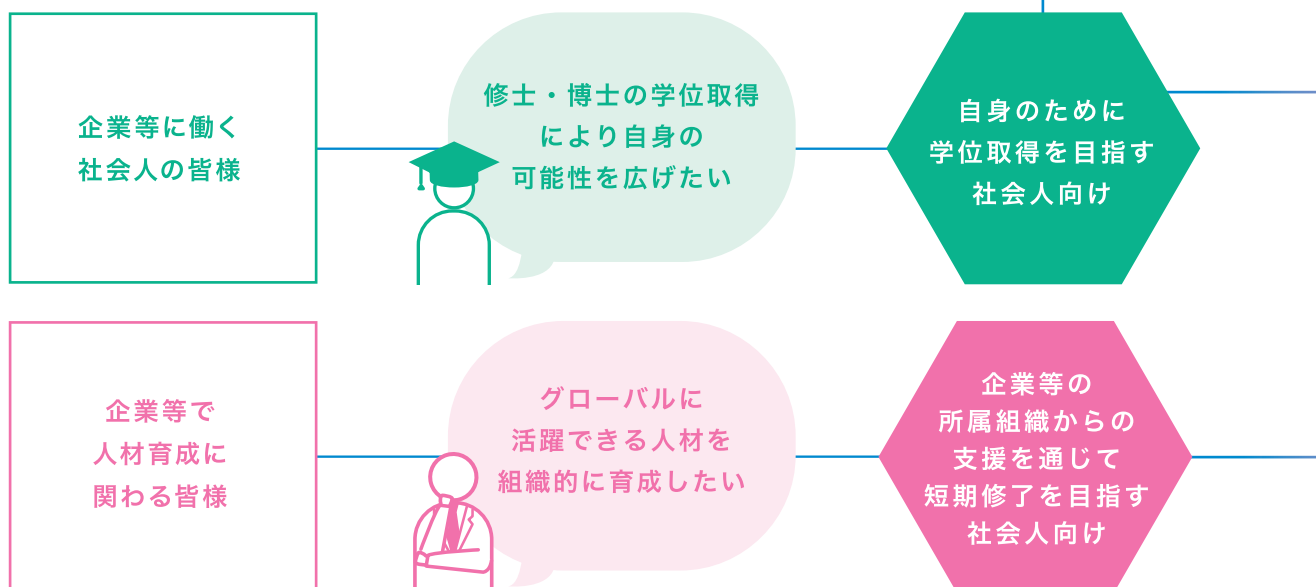 企業等に働く
社会人の皆様
修士・博士の学位取得
により自身の
可能性を広げたい
自身のために
学位取得を目指す
社会人向け
企業等で
人材育成に
関わる皆様
グローバルに
活躍できる人材を
組織的に育成したい
企業等の
所属組織からの
支援を通じて
短期修了を目指す
社会人向け